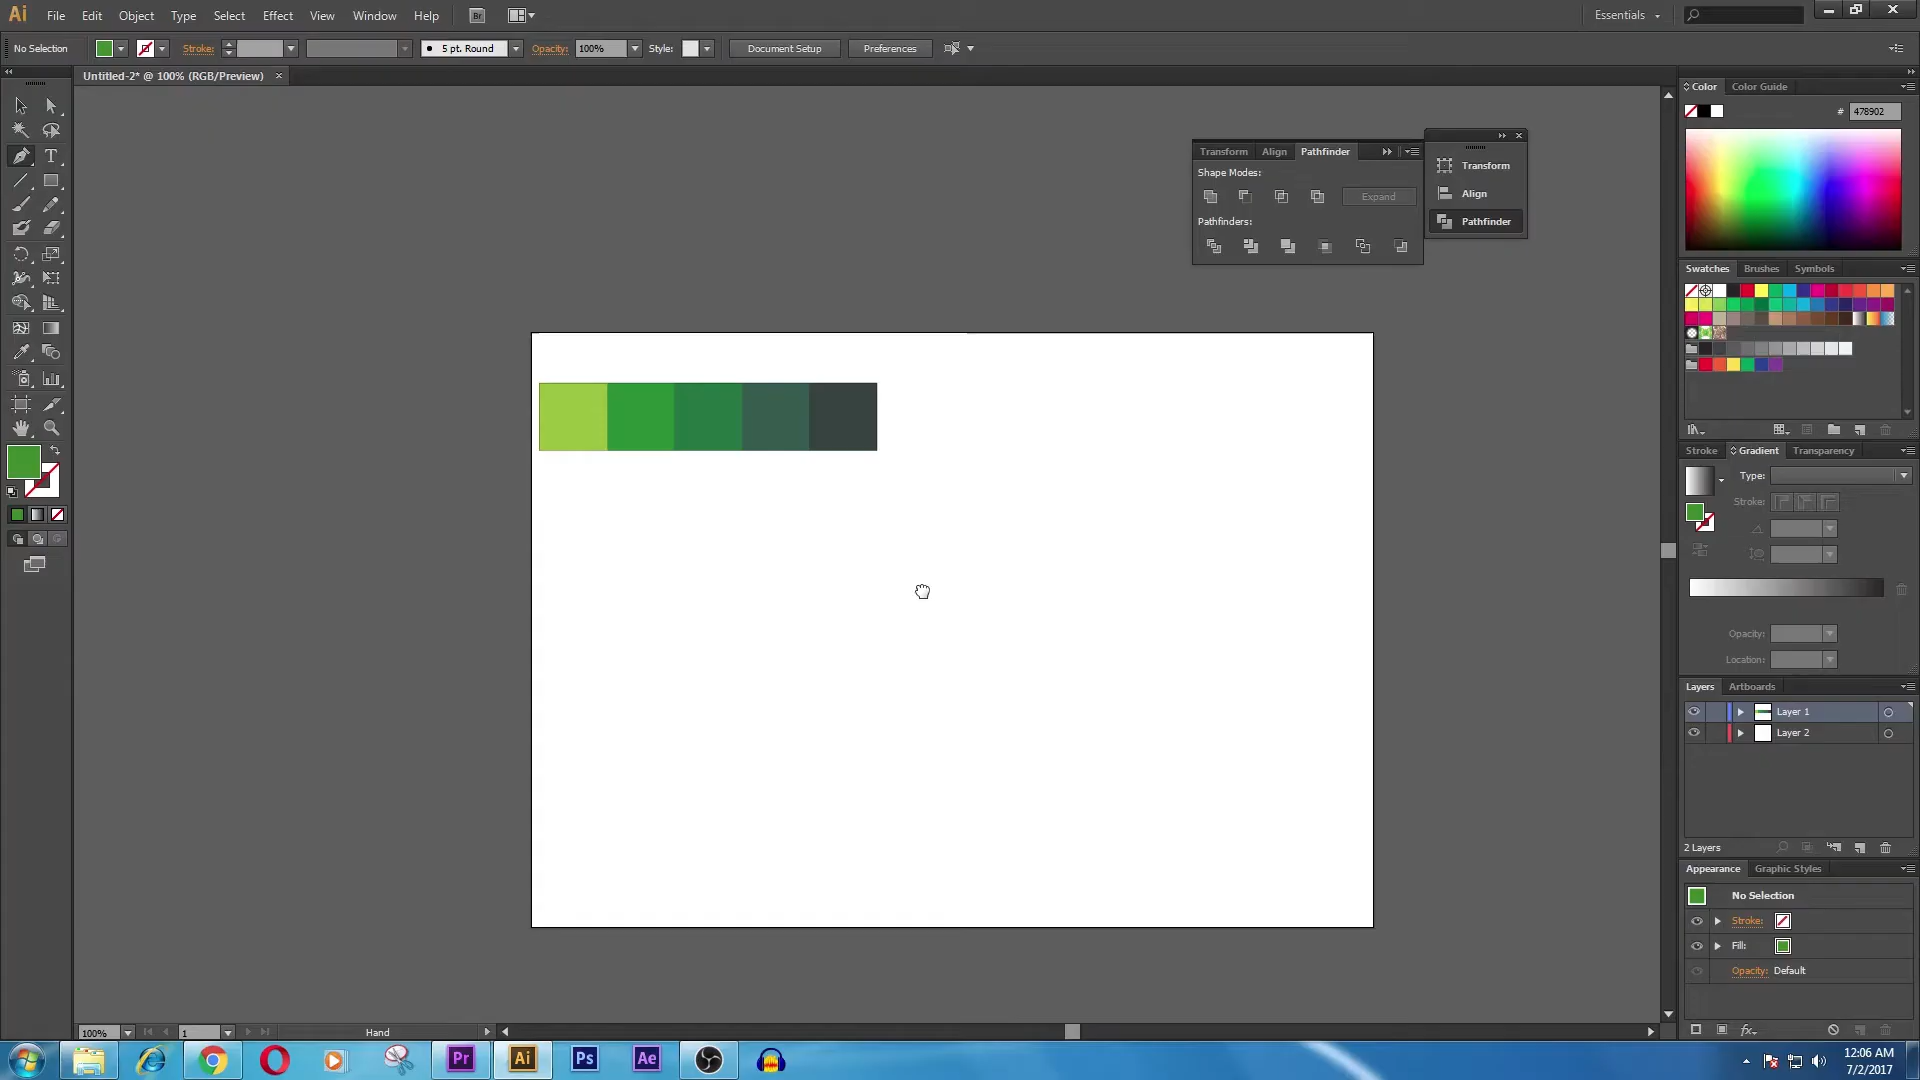 Ai File Edit Object Type Select Effect View Window Help Br Essentials
No Selection Stroke: 5 pt. Round Opacity: 100% Style: Document Setup Preferences
Untitled-2* @ 100% (RGB/Preview)
Color Color Guide
# 478902
Transform Align Pathfinder
Shape Modes:
Expand
Pathfinders:
Transform
Align
Pathfinder
Swatches Brushes Symbols
Stroke Gradient Transparency
Type:
Stroke:
Opacity:
Location:
Layers Artboards
Layer 1
Layer 2
2 Layers
Appearance Graphic Styles
No Selection
Stroke:
Fill:
Opacity: Default
fx
100% 1 Hand
Pr Ai Ps Ae
12:06 AM
7/2/2017